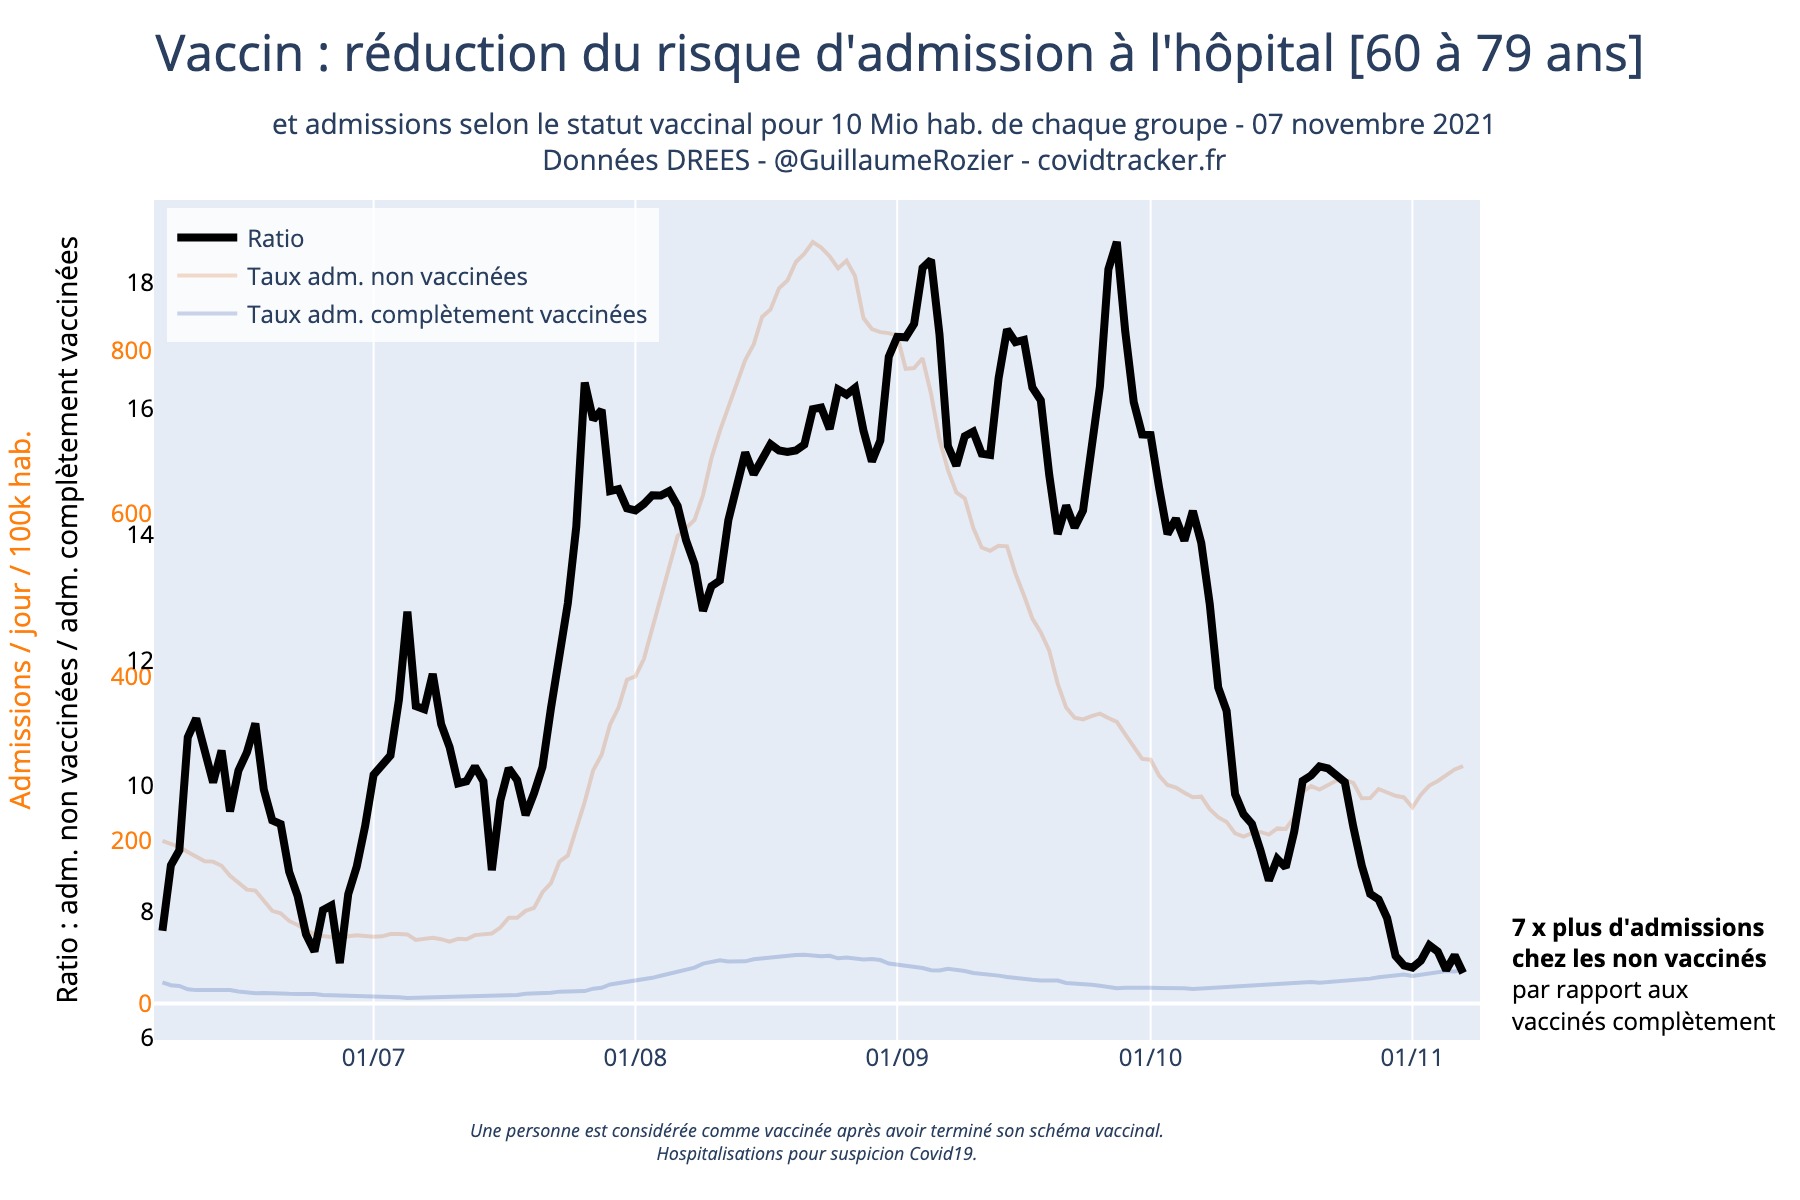 Vaccin : réduction du risque d'admission à l'hôpital [60 à 79 ans]
et admissions selon le statut vaccinal pour 10 Mio hab. de chaque groupe - 07 novembre 2021
Données DREES - @GuillaumeRozier - covidtracker.fr
Ratio
Taux adm. non vaccinées
Taux adm. complètement vaccinées
Admissions / jour / 100k hab.
Ratio : adm. non vaccinées / adm. complètement vaccinées
18
800
16
600
14
12
400
10
200
8
0
6
01/07
01/08
01/09
01/10
01/11
7 x plus d'admissions
chez les non vaccinés
par rapport aux
vaccinés complètement
Une personne est considérée comme vaccinée après avoir terminé son schéma vaccinal.
Hospitalisations pour suspicion Covid19.